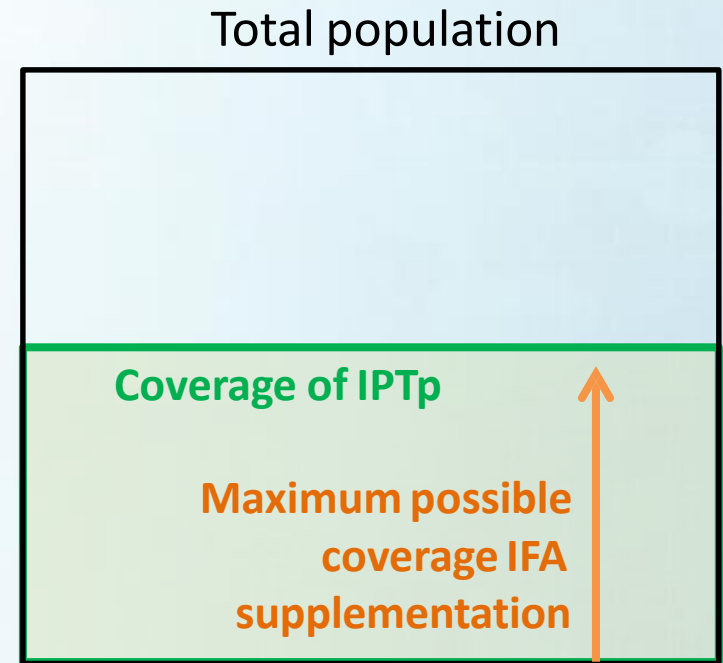 Total population
Coverage of IPTp
Maximum possible
coverage IFA
supplementation